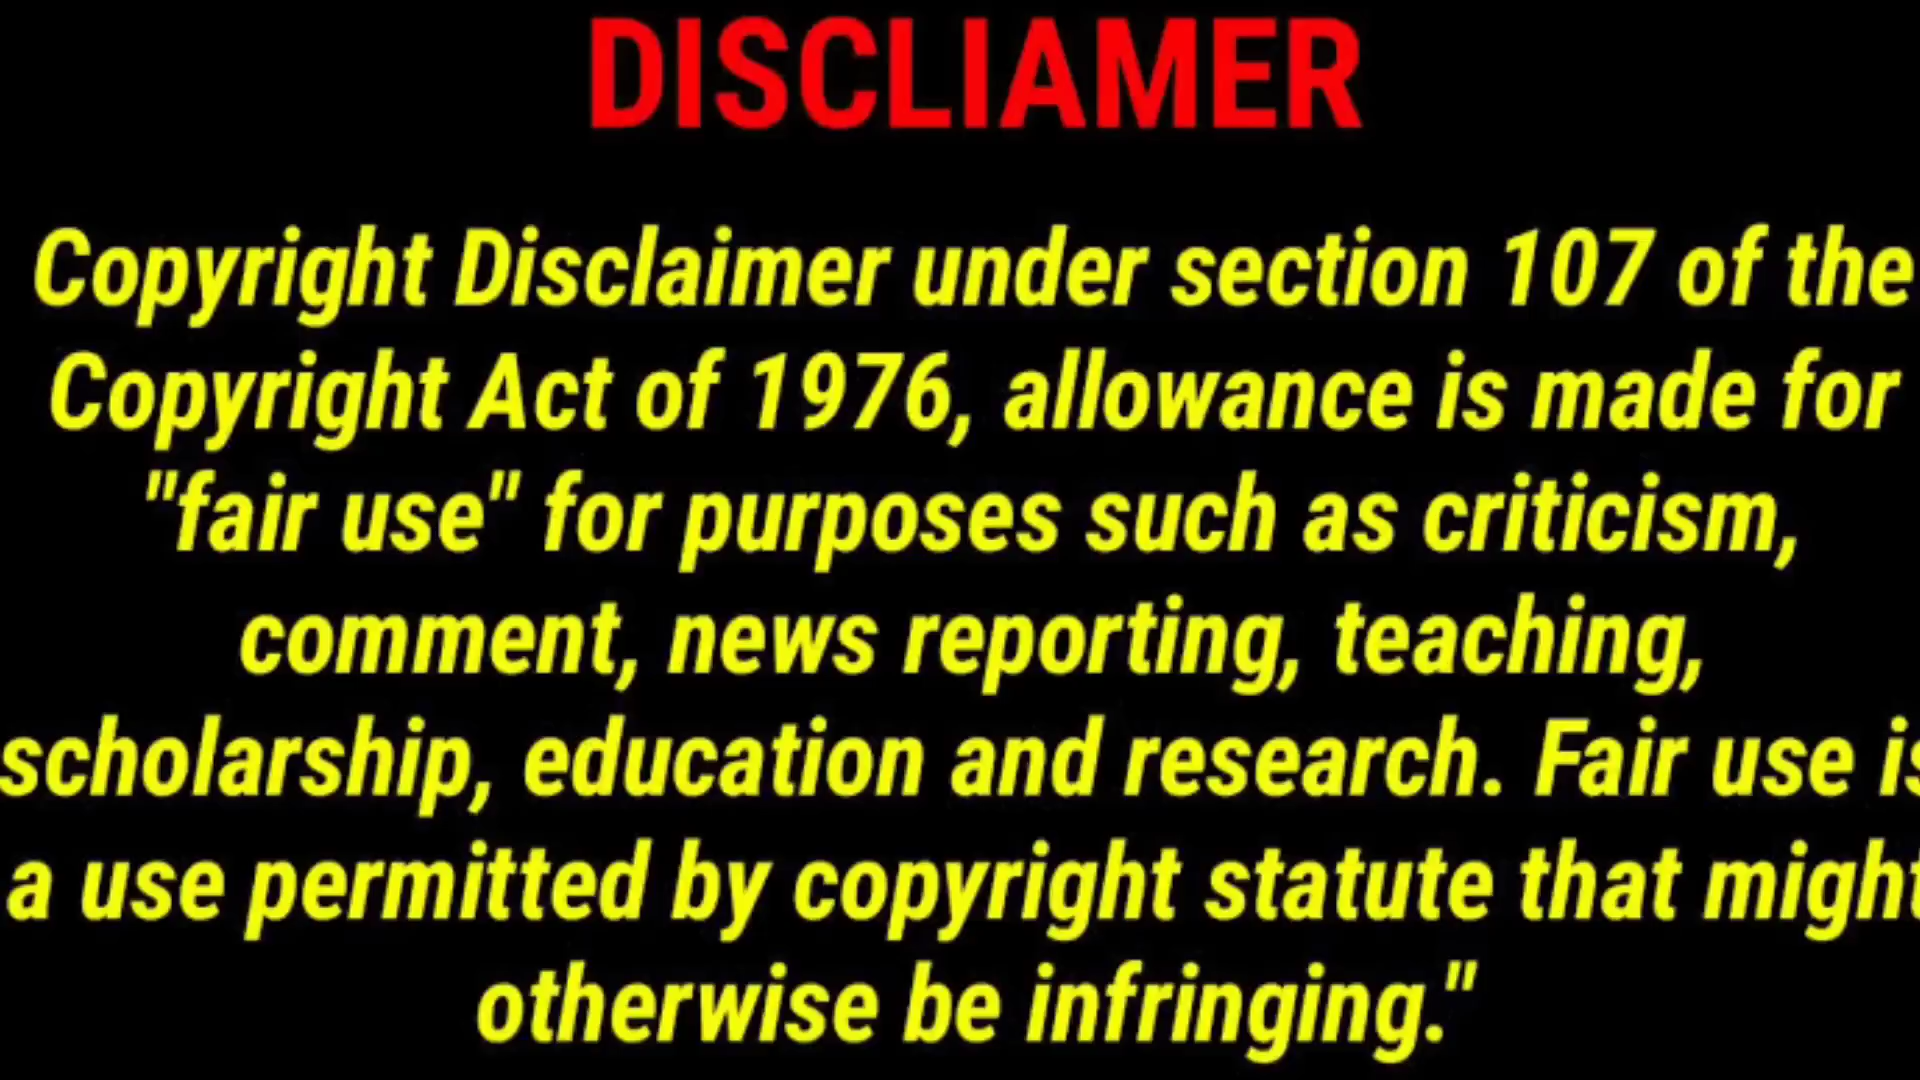 DISCLIAMER
Copyright Disclaimer under section 107 of the
Copyright Act of 1976, allowance is made for
"fair use" for purposes such as criticism,
comment, news reporting, teaching,
scholarship, education and research. Fair use is
a use permitted by copyright statute that might
otherwise be infringing."